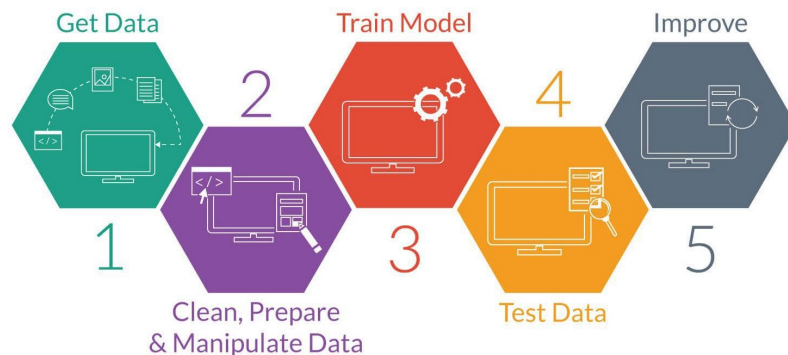 Get Data
1
</>
2
</>
Clean, Prepare
& Manipulate Data
Train Model
3
4
Test Data
Improve
5